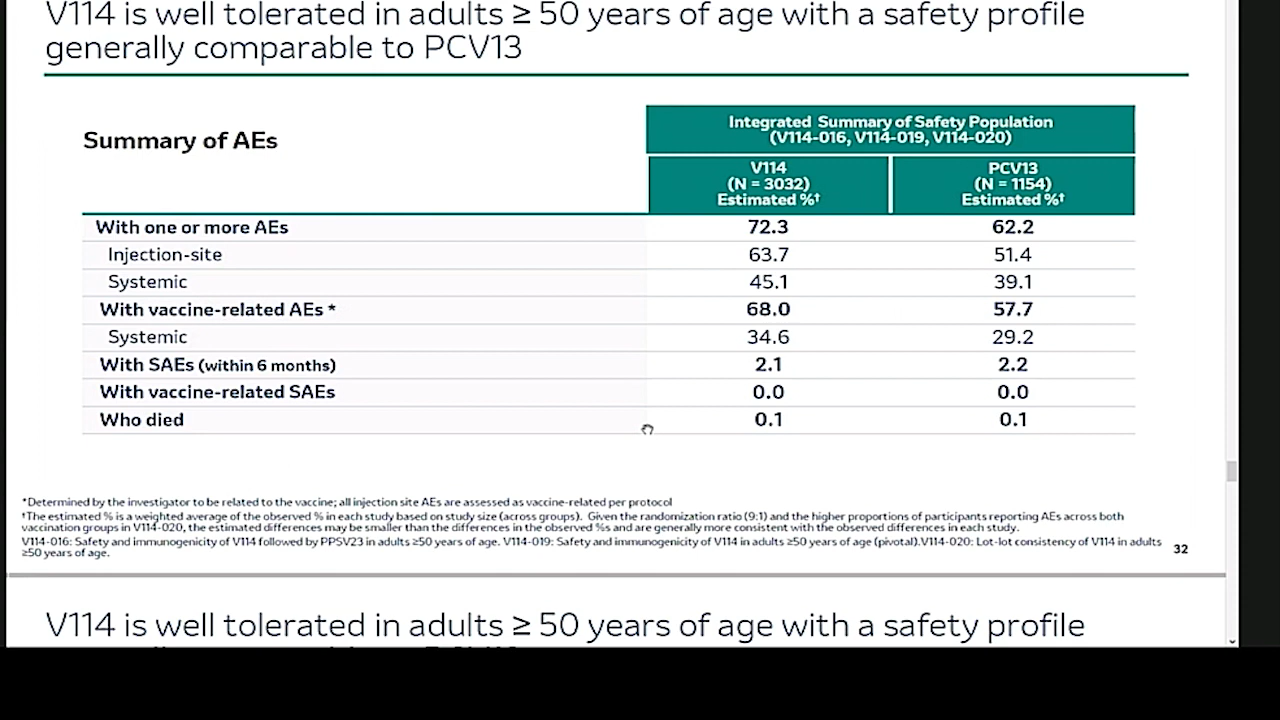 V114 is well tolerated in adults ≥ 50 years of age with a safety profile
generally comparable to PCV13
Summary of AEs
Integrated Summary of Safety Population
(V114-016, V114-019, V114-020)
V114
(N = 3032)
Estimated %†
PCV13
(N = 1154)
Estimated %†
With one or more AEs 72.3 62.2
Injection-site 63.7 51.4
Systemic 45.1 39.1
With vaccine-related AEs * 68.0 57.7
Systemic 34.6 29.2
With SAEs (within 6 months) 2.1 2.2
With vaccine-related SAEs 0.0 0.0
Who died 0.1 0.1
*Determined by the investigator to be related to the vaccine; all injection site AEs are assessed as vaccine-related per protocol
†The estimated % is a weighted average of the observed % in each study based on study size (across groups). Given the randomization ratio (9:1) and the higher proportions of participants reporting AEs across both
vaccination groups in V114-020, the estimated differences may be smaller than the differences in the observed %s and are generally more consistent with the observed differences in each study.
V114-016: Safety and immunogenicity of V114 followed by PPSV23 in adults ≥50 years of age. V114-019: Safety and immunogenicity of V114 in adults ≥50 years of age (pivotal).V114-020: Lot-lot consistency of V114 in adults
≥50 years of age.
32
V114 is well tolerated in adults ≥ 50 years of age with a safety profile